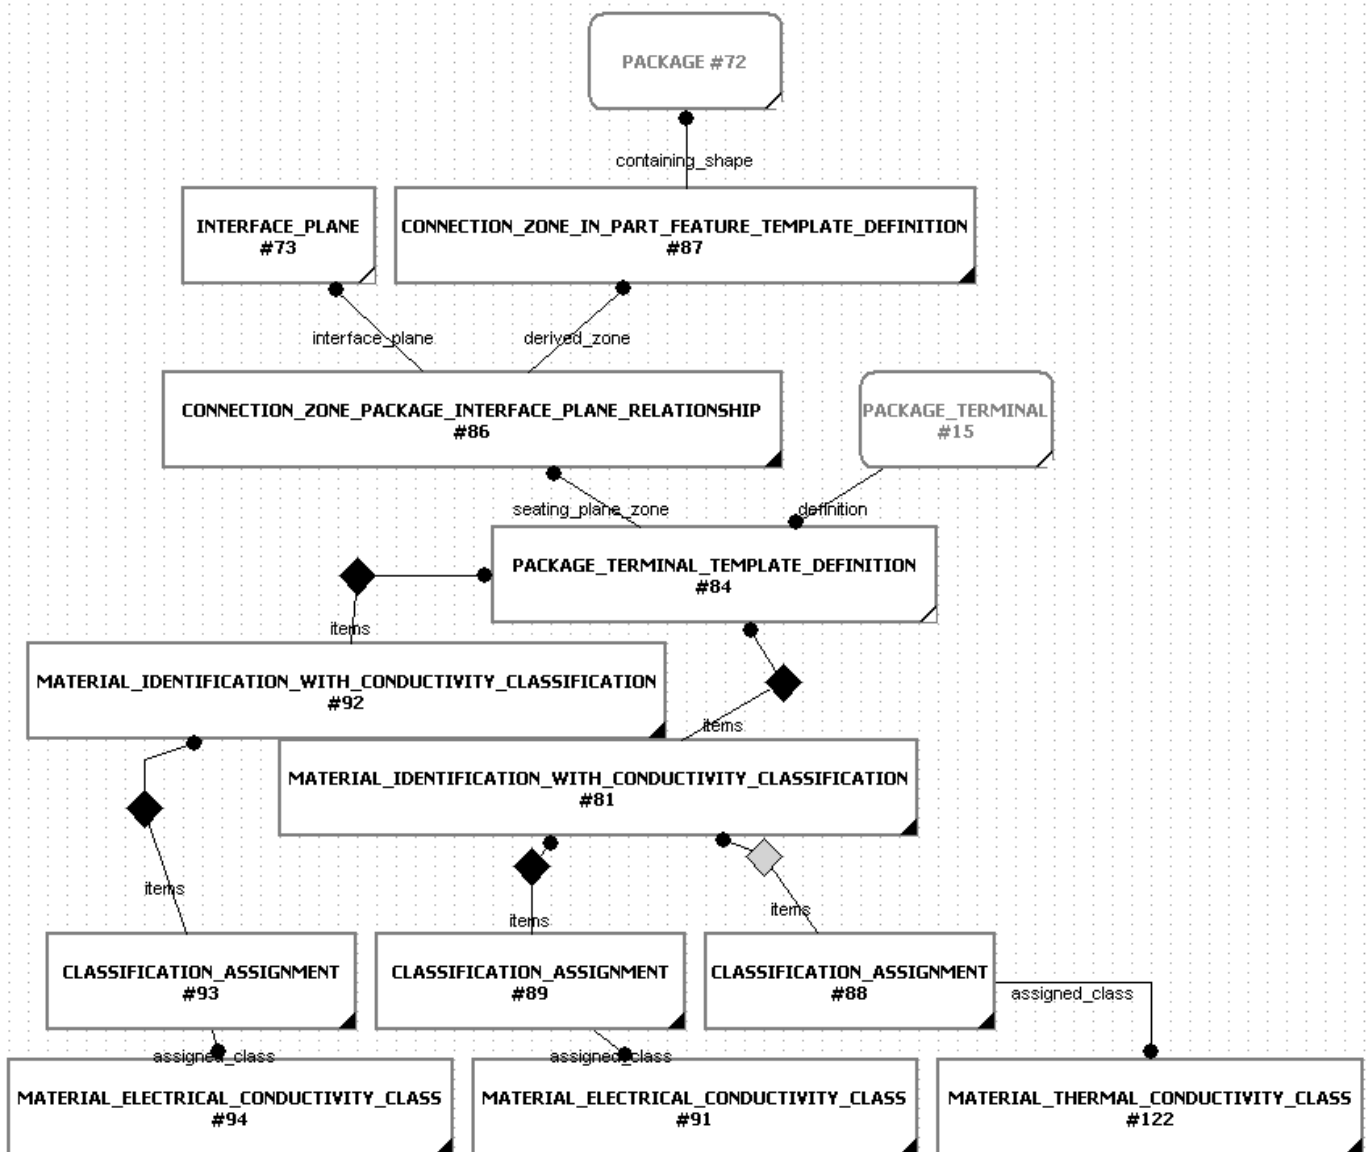 PACKAGE #72
containing_shape
INTERFACE_PLANE
#73
CONNECTION_ZONE_IN_PART_FEATURE_TEMPLATE_DEFINITION
#87
interface_plane
derived_zone
CONNECTION_ZONE_PACKAGE_INTERFACE_PLANE_RELATIONSHIP
#86
PACKAGE_TERMINAL
#15
seating_plane_zone
definition
PACKAGE_TERMINAL_TEMPLATE_DEFINITION
#84
items
MATERIAL_IDENTIFICATION_WITH_CONDUCTIVITY_CLASSIFICATION
#92
items
MATERIAL_IDENTIFICATION_WITH_CONDUCTIVITY_CLASSIFICATION
#81
items
items
items
CLASSIFICATION_ASSIGNMENT
#93
CLASSIFICATION_ASSIGNMENT
#89
CLASSIFICATION_ASSIGNMENT
#88
assigned_class
assigned_class
assigned_class
MATERIAL_ELECTRICAL_CONDUCTIVITY_CLASS
#94
MATERIAL_ELECTRICAL_CONDUCTIVITY_CLASS
#91
MATERIAL_THERMAL_CONDUCTIVITY_CLASS
#122